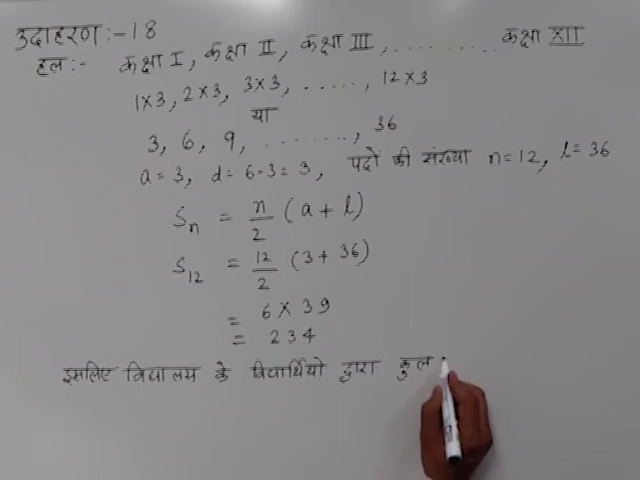 उदाहरण:-18
हल:- कक्षा I, कक्षा II, कक्षा III, .......... कक्षा XII
1×3, 2×3, 3×3, ......, 12×3
या
3, 6, 9, ........, 36
a = 3, d = 6-3 = 3, पदों की संख्या n=12, l=36
Sn = n/2 (a + l)
S12 = 12/2 (3+ 36)
= 6 × 39
= 234
इसलिए विद्यालय के विद्यार्थियो द्वारा कुल